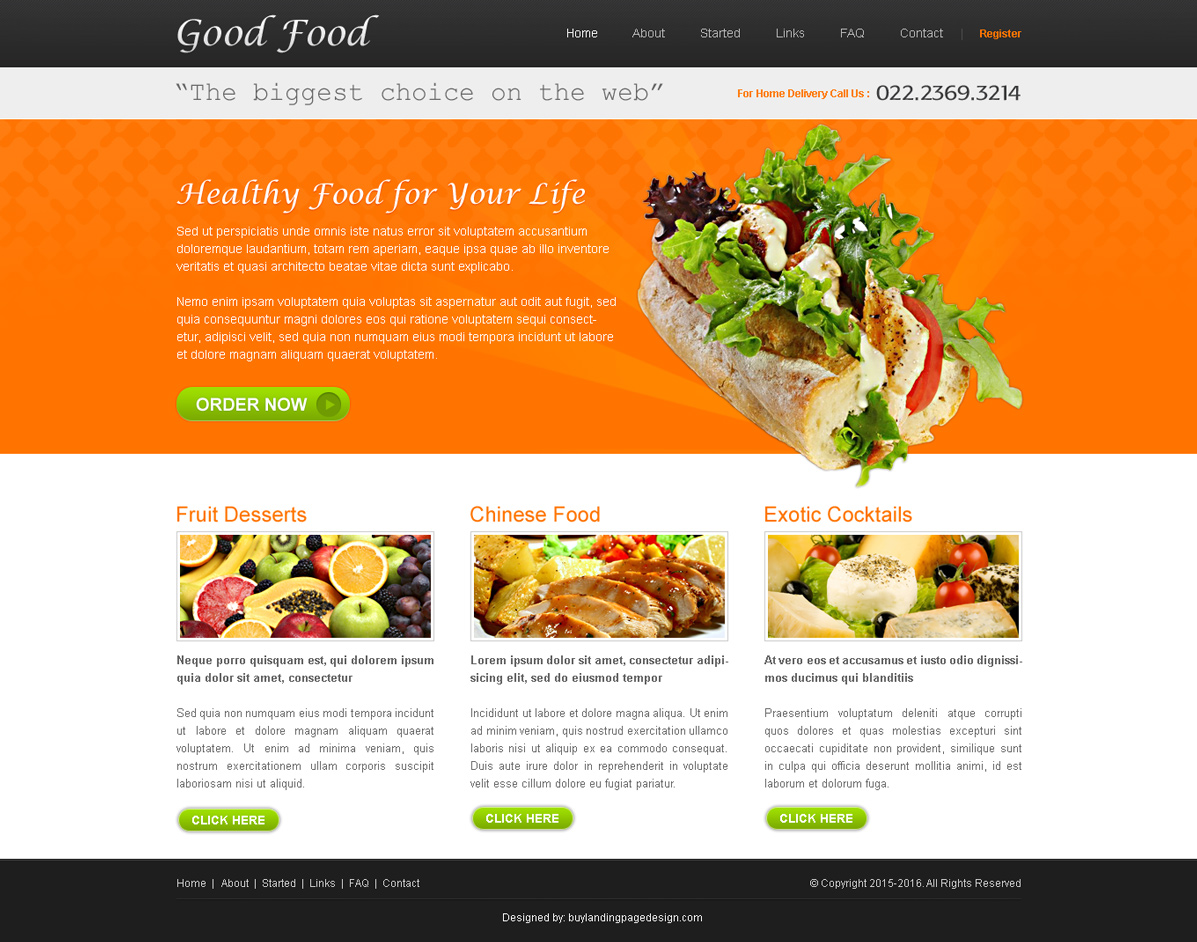 Good Food
Home About Started Links FAQ Contact | Register
“The biggest choice on the web”
For Home Delivery Call Us : 022.2369.3214
Healthy Food for Your Life
Sed ut perspiciatis unde omnis iste natus error sit voluptatem accusantium
doloremque laudantium, totam rem aperiam, eaque ipsa quae ab illo inventore
veritatis et quasi architecto beatae vitae dicta sunt explicabo.
Nemo enim ipsam voluptatem quia voluptas sit aspernatur aut odit aut fugit, sed
quia consequuntur magni dolores eos qui ratione voluptatem sequi consect-
etur, adipisci velit, sed quia non numquam eius modi tempora incidunt ut labore
et dolore magnam aliquam quaerat voluptatem.
ORDER NOW
Fruit Desserts
Neque porro quisquam est, qui dolorem ipsum
quia dolor sit amet, consectetur
Sed quia non numquam eius modi tempora incidunt
ut labore et dolore magnam aliquam quaerat
voluptatem. Ut enim ad minima veniam, quis
nostrum exercitationem ullam corporis suscipit
laboriosam nisi ut aliquid.
CLICK HERE
Chinese Food
Lorem ipsum dolor sit amet, consectetur adipi-
sicing elit, sed do eiusmod tempor
Incididunt ut labore et dolore magna aliqua. Ut enim
ad minim veniam, quis nostrud exercitation ullamco
laboris nisi ut aliquip ex ea commodo consequat.
Duis aute irure dolor in reprehenderit in voluptate
velit esse cillum dolore eu fugiat pariatur.
CLICK HERE
Exotic Cocktails
At vero eos et accusamus et iusto odio dignissi-
mos ducimus qui blanditiis
Praesentium voluptatum deleniti atque corrupti
quos dolores et quas molestias excepturi sint
occaecati cupiditate non provident, similique sunt
in culpa qui officia deserunt mollitia animi, id est
laborum et dolorum fuga.
CLICK HERE
Home | About | Started | Links | FAQ | Contact
© Copyright 2015-2016. All Rights Reserved
Designed by: buylandingpagedesign.com